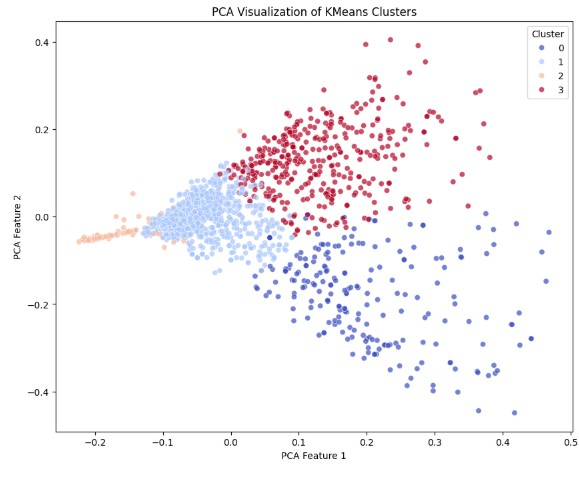 PCA Visualization of KMeans Clusters
Cluster
0
1
2
3
0.4
0.2
0.0
−0.2
−0.4
PCA Feature 2
−0.2 −0.1 0.0 0.1 0.2 0.3 0.4 0.5
PCA Feature 1